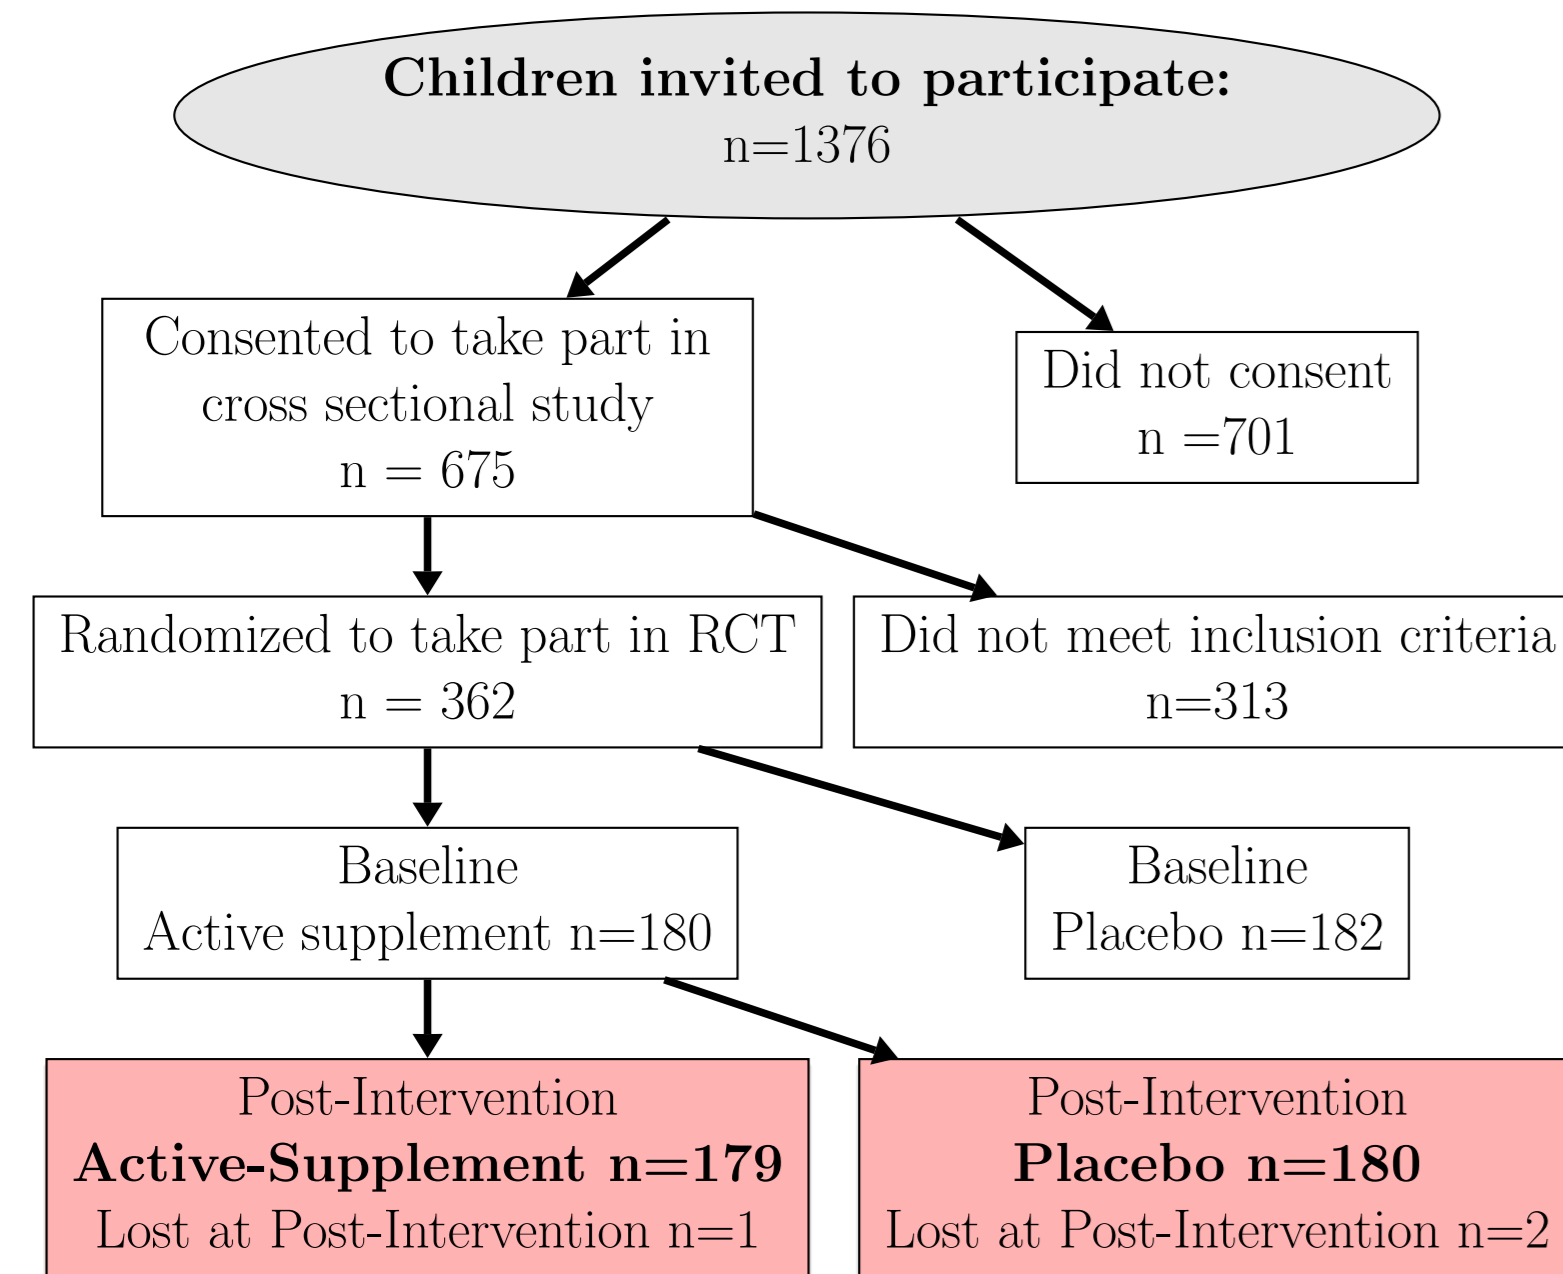 Children invited to participate:
n=1376
Consented to take part in
cross sectional study
n = 675
Did not consent
n =701
Randomized to take part in RCT
n = 362
Did not meet inclusion criteria
n=313
Baseline
Active supplement n=180
Baseline
Placebo n=182
Post-Intervention
Active-Supplement n=179
Lost at Post-Intervention n=1
Post-Intervention
Placebo n=180
Lost at Post-Intervention n=2